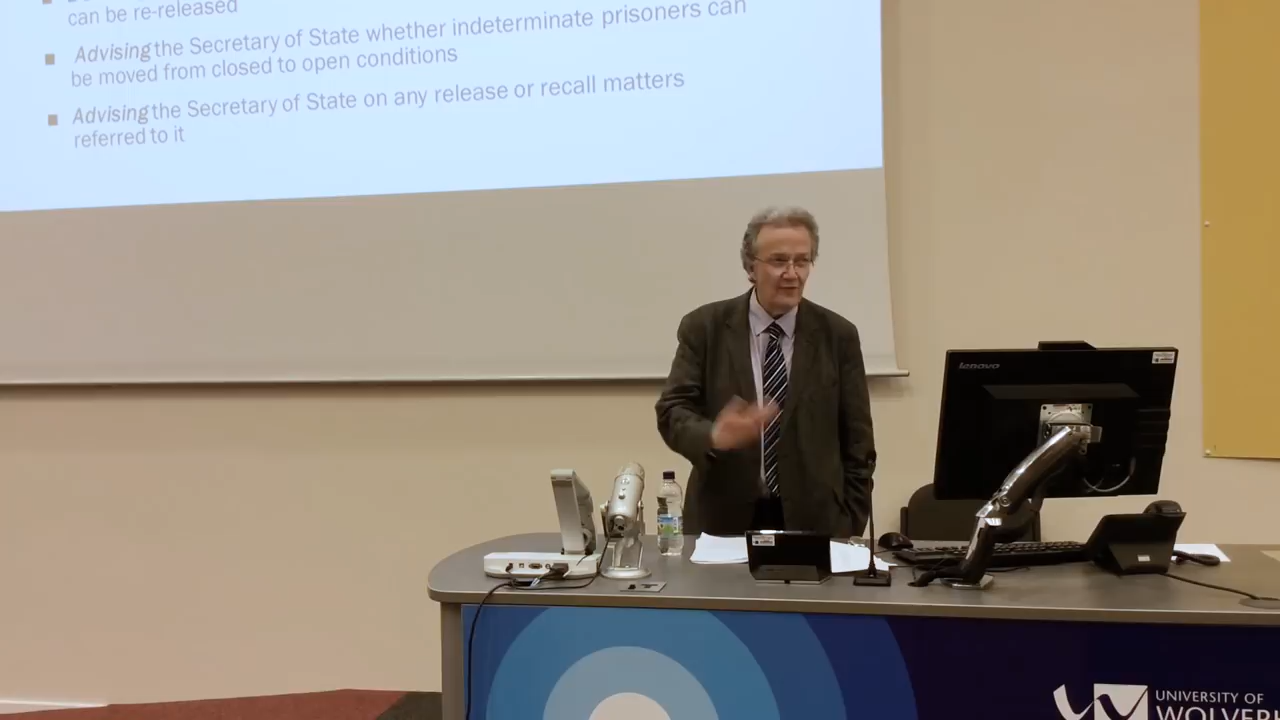 can be re-released
Advising the Secretary of State whether indeterminate prisoners can
be moved from closed to open conditions
Advising the Secretary of State on any release or recall matters
referred to it
lenovo
UNIVERSITY OF